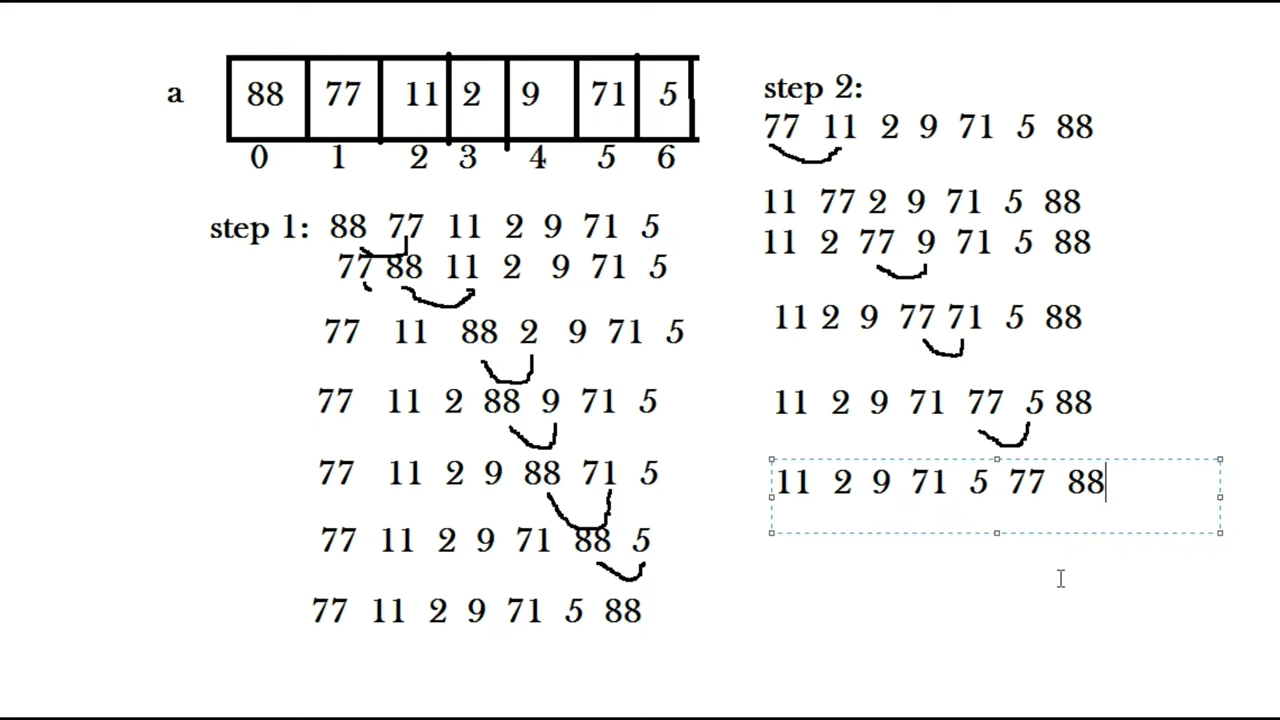 a 88 77 11 2 9 71 5
0 1 2 3 4 5 6
step 1: 88 77 11 2 9 71 5
77 88 11 2 9 71 5
77 11 88 2 9 71 5
77 11 2 88 9 71 5
77 11 2 9 88 71 5
77 11 2 9 71 88 5
77 11 2 9 71 5 88
step 2:
77 11 2 9 71 5 88
11 77 2 9 71 5 88
11 2 77 9 71 5 88
11 2 9 77 71 5 88
11 2 9 71 77 5 88
11 2 9 71 5 77 88